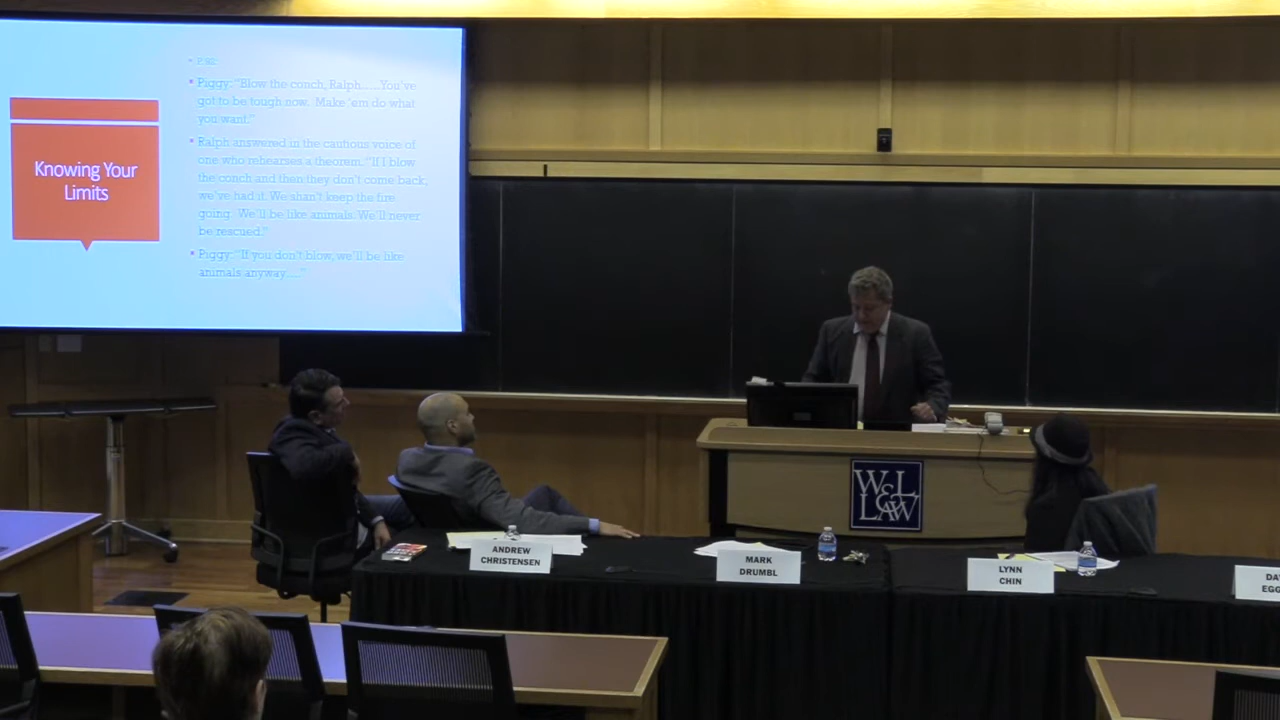 P.92:
Piggy: "Blow the conch, Ralph.....You've
got to be tough now. Make 'em do what
you want."
Ralph answered in the cautious voice of
one who rehearses a theorem. "If I blow
the conch and then they don't come back;
we've had it. We shan't keep the fire
going. We'll be like animals. We'll never
be rescued."
Piggy: "If you don't blow, we'll be like
animals anyway...."
Knowing Your
Limits
W&L
LAW
ANDREW
CHRISTENSEN
MARK
DRUMBL
LYNN
CHIN
DA
EGG